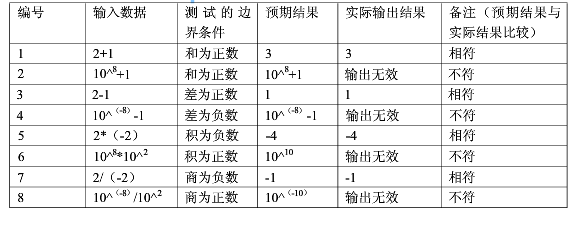 编号 输入数据 测试的边界条件 预期结果 实际输出结果 备注（预期结果与实际结果比较）
1 2+1 和为正数 3 3 相符
2 10^8+1 和为正数 10^8+1 输出无效 不符
3 2-1 差为正数 1 1 相符
4 10^（-8）-1 差为负数 10^（-8）-1 输出无效 不符
5 2*（-2） 积为负数 -4 -4 相符
6 10^8*10^2 积为正数 10^10 输出无效 不符
7 2/（-2） 商为负数 -1 -1 相符
8 10^（-8）/10^2 商为正数 10^（-10） 输出无效 不符